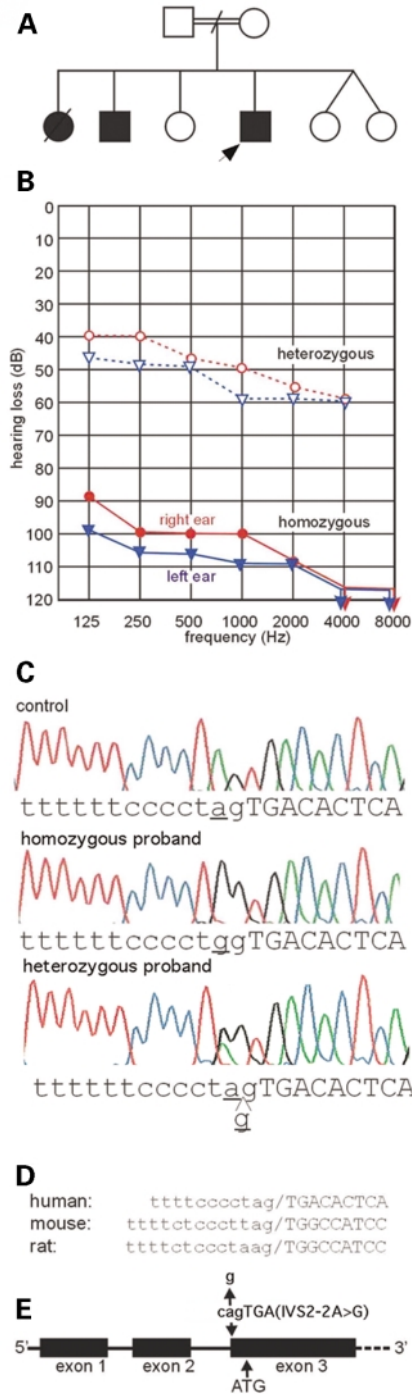 A
B
0
10
20
30
40
50
60
70
80
90
100
110
120
hearing loss (dB)
heterozygous
right ear
homozygous
left ear
125 250 500 1000 2000 4000 8000
frequency (Hz)
C
control
ttttttcccctagTGACACTCA
homozygous proband
ttttttcccctggTGACACTCA
heterozygous proband
ttttttcccctagTGACACTCA
g
D
human: ttttcccctag/TGACACTCA
mouse: ttttctcccttag/TGGCCATCC
rat: ttttctccctaag/TGGCCATCC
g
cagTGA(IVS2-2A>G)
E
5' 3'
exon 1 exon 2 exon 3
ATG